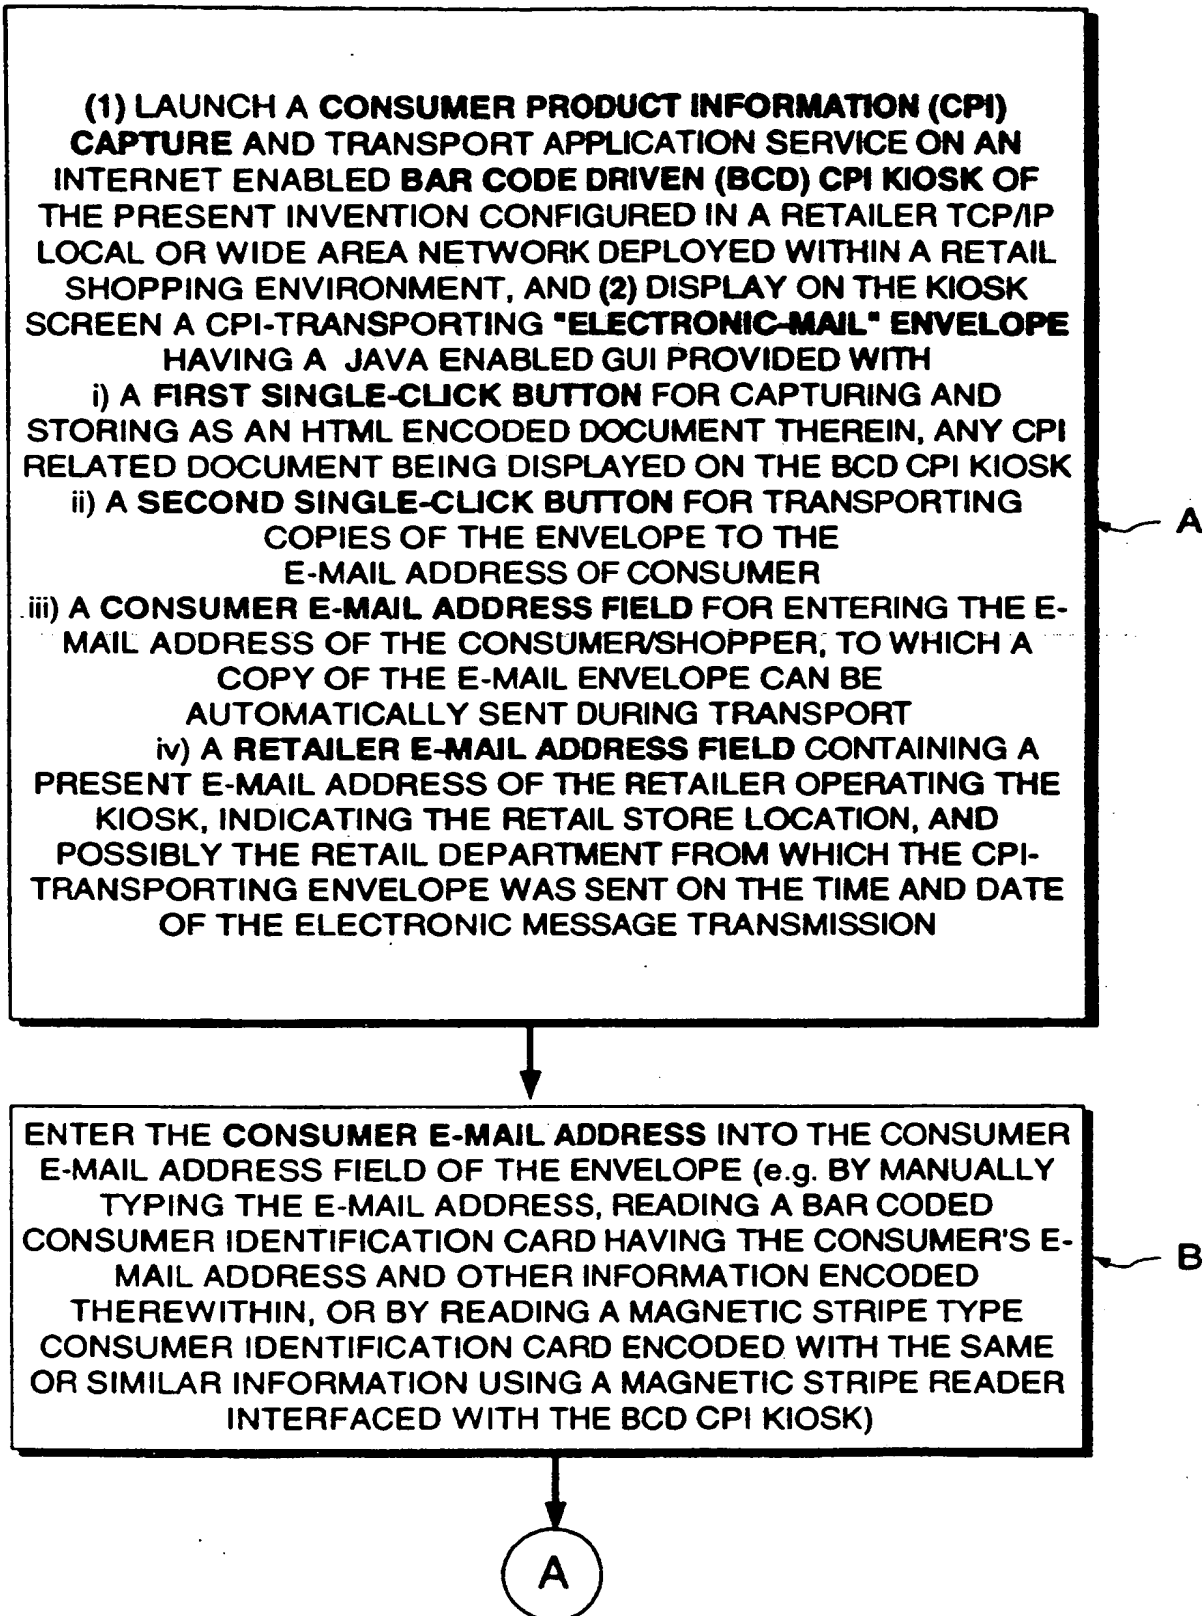 (1) LAUNCH A CONSUMER PRODUCT INFORMATION (CPI)
CAPTURE AND TRANSPORT APPLICATION SERVICE ON AN
INTERNET ENABLED BAR CODE DRIVEN (BCD) CPI KIOSK OF
THE PRESENT INVENTION CONFIGURED IN A RETAILER TCP/IP
LOCAL OR WIDE AREA NETWORK DEPLOYED WITHIN A RETAIL
SHOPPING ENVIRONMENT, AND (2) DISPLAY ON THE KIOSK
SCREEN A CPI-TRANSPORTING "ELECTRONIC-MAIL" ENVELOPE
HAVING A JAVA ENABLED GUI PROVIDED WITH
i) A FIRST SINGLE-CLICK BUTTON FOR CAPTURING AND
STORING AS AN HTML ENCODED DOCUMENT THEREIN, ANY CPI
RELATED DOCUMENT BEING DISPLAYED ON THE BCD CPI KIOSK
ii) A SECOND SINGLE-CLICK BUTTON FOR TRANSPORTING
COPIES OF THE ENVELOPE TO THE
E-MAIL ADDRESS OF CONSUMER
iii) A CONSUMER E-MAIL ADDRESS FIELD FOR ENTERING THE E-
MAIL ADDRESS OF THE CONSUMER/SHOPPER, TO WHICH A
COPY OF THE E-MAIL ENVELOPE CAN BE
AUTOMATICALLY SENT DURING TRANSPORT
iv) A RETAILER E-MAIL ADDRESS FIELD CONTAINING A
PRESENT E-MAIL ADDRESS OF THE RETAILER OPERATING THE
KIOSK, INDICATING THE RETAIL STORE LOCATION, AND
POSSIBLY THE RETAIL DEPARTMENT FROM WHICH THE CPI-
TRANSPORTING ENVELOPE WAS SENT ON THE TIME AND DATE
OF THE ELECTRONIC MESSAGE TRANSMISSION
A
ENTER THE CONSUMER E-MAIL ADDRESS INTO THE CONSUMER
E-MAIL ADDRESS FIELD OF THE ENVELOPE (e.g. BY MANUALLY
TYPING THE E-MAIL ADDRESS, READING A BAR CODED
CONSUMER IDENTIFICATION CARD HAVING THE CONSUMER'S E-
MAIL ADDRESS AND OTHER INFORMATION ENCODED
THEREWITHIN, OR BY READING A MAGNETIC STRIPE TYPE
CONSUMER IDENTIFICATION CARD ENCODED WITH THE SAME
OR SIMILAR INFORMATION USING A MAGNETIC STRIPE READER
INTERFACED WITH THE BCD CPI KIOSK)
B
A